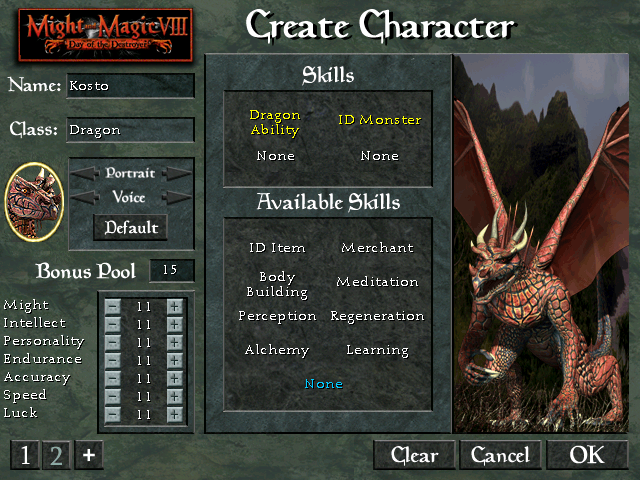 Might and Magic VIII
Day of the Destroyer
Create Character
Name: Kosto
Class: Dragon
Portrait
Voice
Default
Bonus Pool 15
Might - 11 +
Intellect - 11 +
Personality - 11 +
Endurance - 11 +
Accuracy - 11 +
Speed - 11 +
Luck - 11 +
Skills
Dragon Ability
ID Monster
None
None
Available Skills
ID Item
Merchant
Body Building
Meditation
Perception
Regeneration
Alchemy
Learning
None
1 2 +
Clear
Cancel
OK